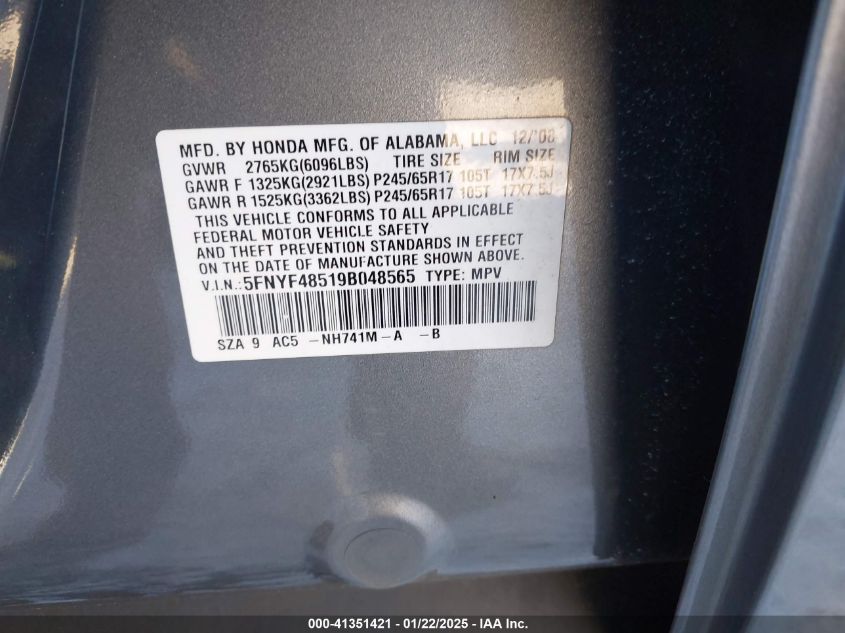 MFD. BY HONDA MFG. OF ALABAMA, LLC 12/'08
GVWR 2765KG(6096LBS) TIRE SIZE RIM SIZE
GAWR F 1325KG(2921LBS) P245/65R17 105T 17X7.5J
GAWR R 1525KG(3362LBS) P245/65R17 105T 17X7.5J
THIS VEHICLE CONFORMS TO ALL APPLICABLE
FEDERAL MOTOR VEHICLE SAFETY
AND THEFT PREVENTION STANDARDS IN EFFECT
ON THE DATE OF MANUFACTURE SHOWN ABOVE.
V.I.N.:5FNYF48519B048565 TYPE: MPV
SZA 9 AC5 -NH741M-A -B
000-41351421 - 01/22/2025 - IAA Inc.